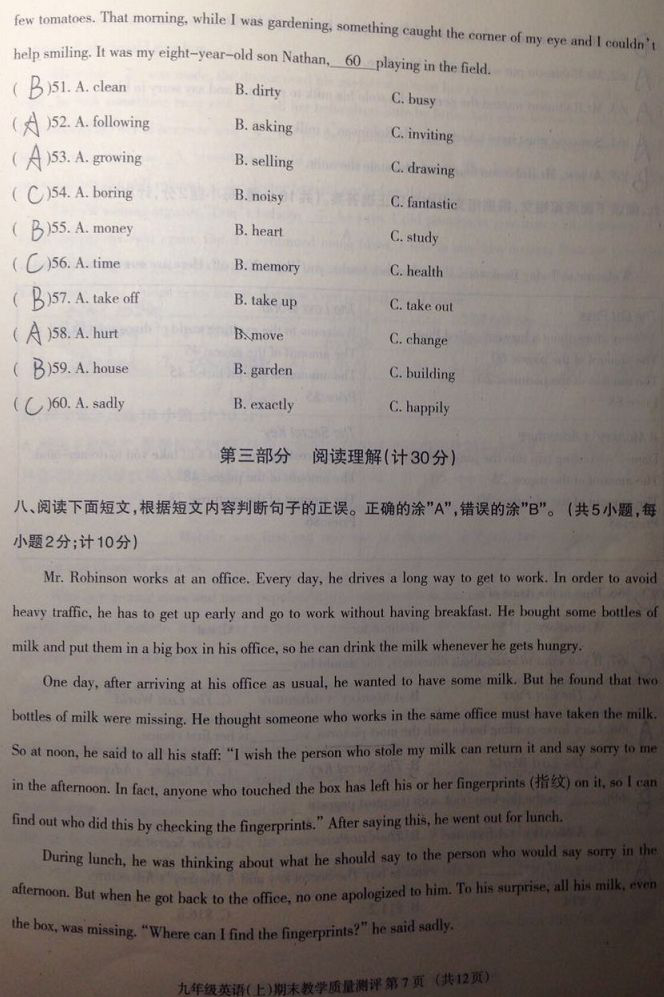 few tomatoes. That morning, while I was gardening, something caught the corner of my eye and I couldn't
help smiling. It was my eight-year-old son Nathan, 60 playing in the field.
( B )51. A. clean B. dirty C. busy
( A )52. A. following B. asking C. inviting
( A )53. A. growing B. selling C. drawing
( C )54. A. boring B. noisy C. fantastic
( B )55. A. money B. heart C. study
( C )56. A. time B. memory C. health
( B )57. A. take off B. take up C. take out
( A )58. A. hurt B. move C. change
( B )59. A. house B. garden C. building
( C )60. A. sadly B. exactly C. happily
第三部分 阅读理解(计30分)
八、阅读下面短文,根据短文内容判断句子的正误。正确的涂"A",错误的涂"B"。(共5小题,每
小题2分;计10分)
Mr. Robinson works at an office. Every day, he drives a long way to get to work. In order to avoid
heavy traffic, he has to get up early and go to work without having breakfast. He bought some bottles of
milk and put them in a big box in his office, so he can drink the milk whenever he gets hungry.
One day, after arriving at his office as usual, he wanted to have some milk. But he found that two
bottles of milk were missing. He thought someone who works in the same office must have taken the milk.
So at noon, he said to all his staff: "I wish the person who stole my milk can return it and say sorry to me
in the afternoon. In fact, anyone who touched the box has left his or her fingerprints (指纹) on it, so I can
find out who did this by checking the fingerprints." After saying this, he went out for lunch.
During lunch, he was thinking about what he should say to the person who would say sorry in the
afternoon. But when he got back to the office, no one apologized to him. To his surprise, all his milk, even
the box, was missing. "Where can I find the fingerprints?" he said sadly.
九年级英语(上)期末教学质量测评 第7页 (共12页)